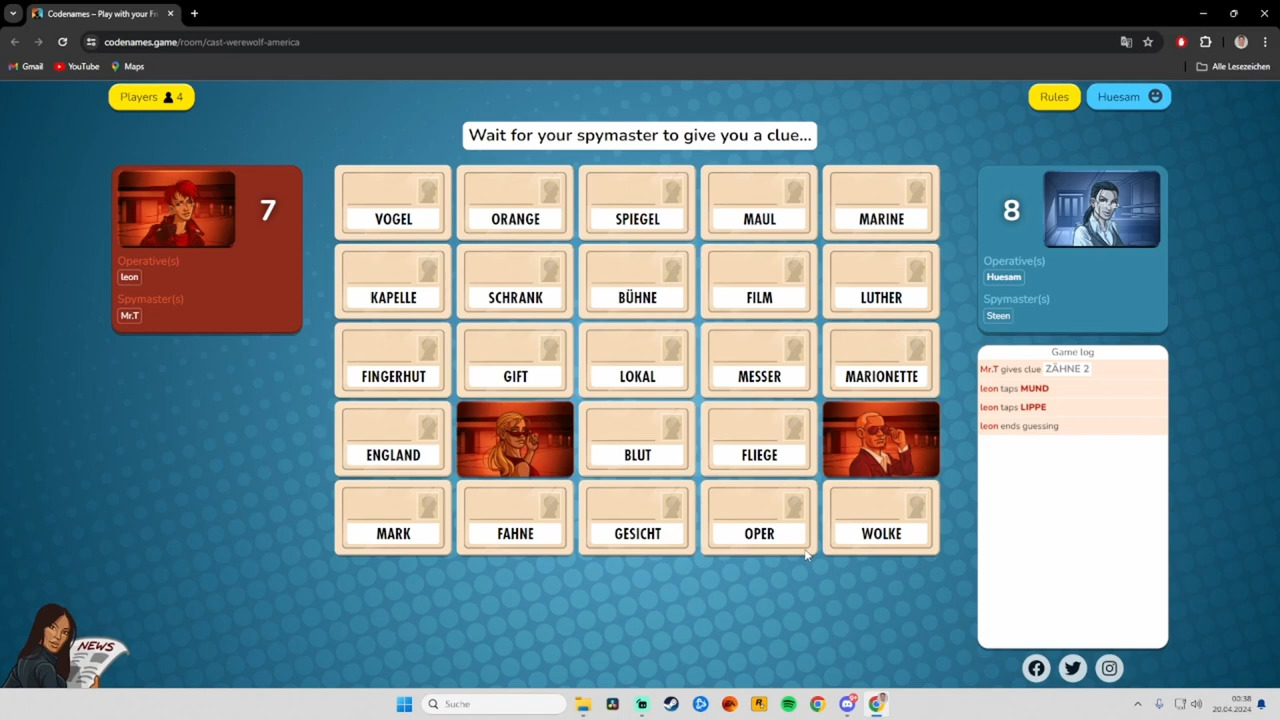 Codenames – Play with your Fr
codenames.game/room/cast-werewolf-america
Gmail YouTube Maps Alle Lesezeichen
Players 4
Rules Huesam
Wait for your spymaster to give you a clue...
7
Operative(s)
leon
Spymaster(s)
Mr.T
VOGEL ORANGE SPIEGEL MAUL MARINE
KAPELLE SCHRANK BÜHNE FILM LUTHER
FINGERHUT GIFT LOKAL MESSER MARIONETTE
ENGLAND BLUT FLIEGE
MARK FAHNE GESICHT OPER WOLKE
8
Operative(s)
Huesam
Spymaster(s)
Steen
Game log
Mr.T gives clue ZÄHNE 2
leon taps MUND
leon taps LIPPE
leon ends guessing
NEWS
Suche
00:38
20.04.2024